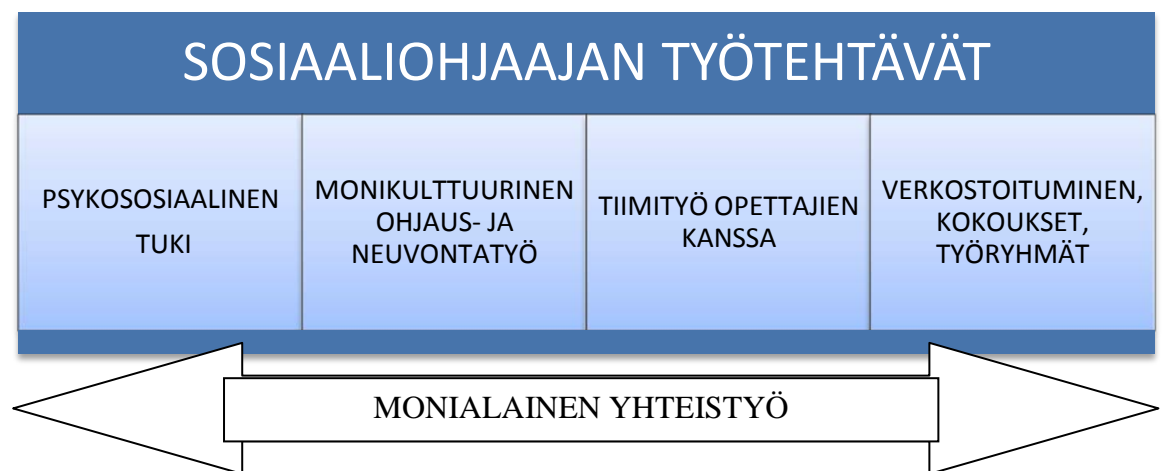 SOSIAALIOHJAAJAN TYÖTEHTÄVÄT
PSYKOSOSIAALINEN
TUKI
MONIKULTTUURINEN
OHJAUS- JA
NEUVONTATYÖ
TIIMITYÖ OPETTAJIEN
KANSSA
VERKOSTOITUMINEN,
KOKOUKSET,
TYÖRYHMÄT
MONIALAINEN YHTEISTYÖ